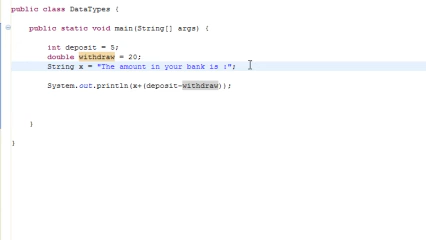 public class DataTypes {
public static void main(String[] args) {
int deposit = 5;
double withdraw = 20;
String x = "The amount in your bank is :";
System.out.println(x+(deposit-withdraw));
}
}